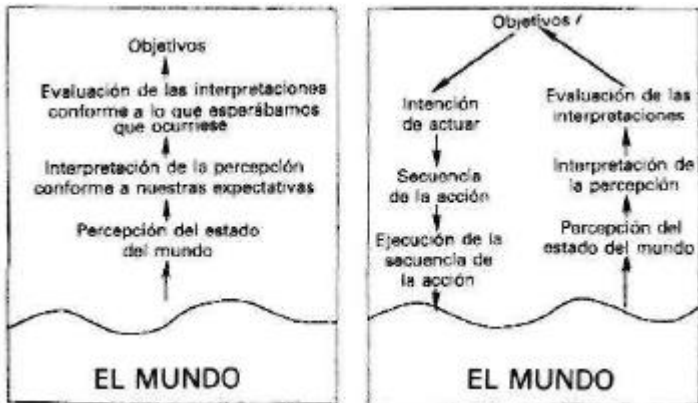 Objetivos
Evaluación de las interpretaciones
conforme a lo que esperábamos
que ocurriese
Interpretación de la percepción
conforme a nuestras expectativas
Percepción del estado
del mundo
EL MUNDO
Objetivos
Intención
de actuar
Secuencia
de la acción
Ejecución de la
secuencia de
la acción
Evaluación de las
interpretaciones
Interpretación de
la percepción
Percepción del
estado del mundo
EL MUNDO